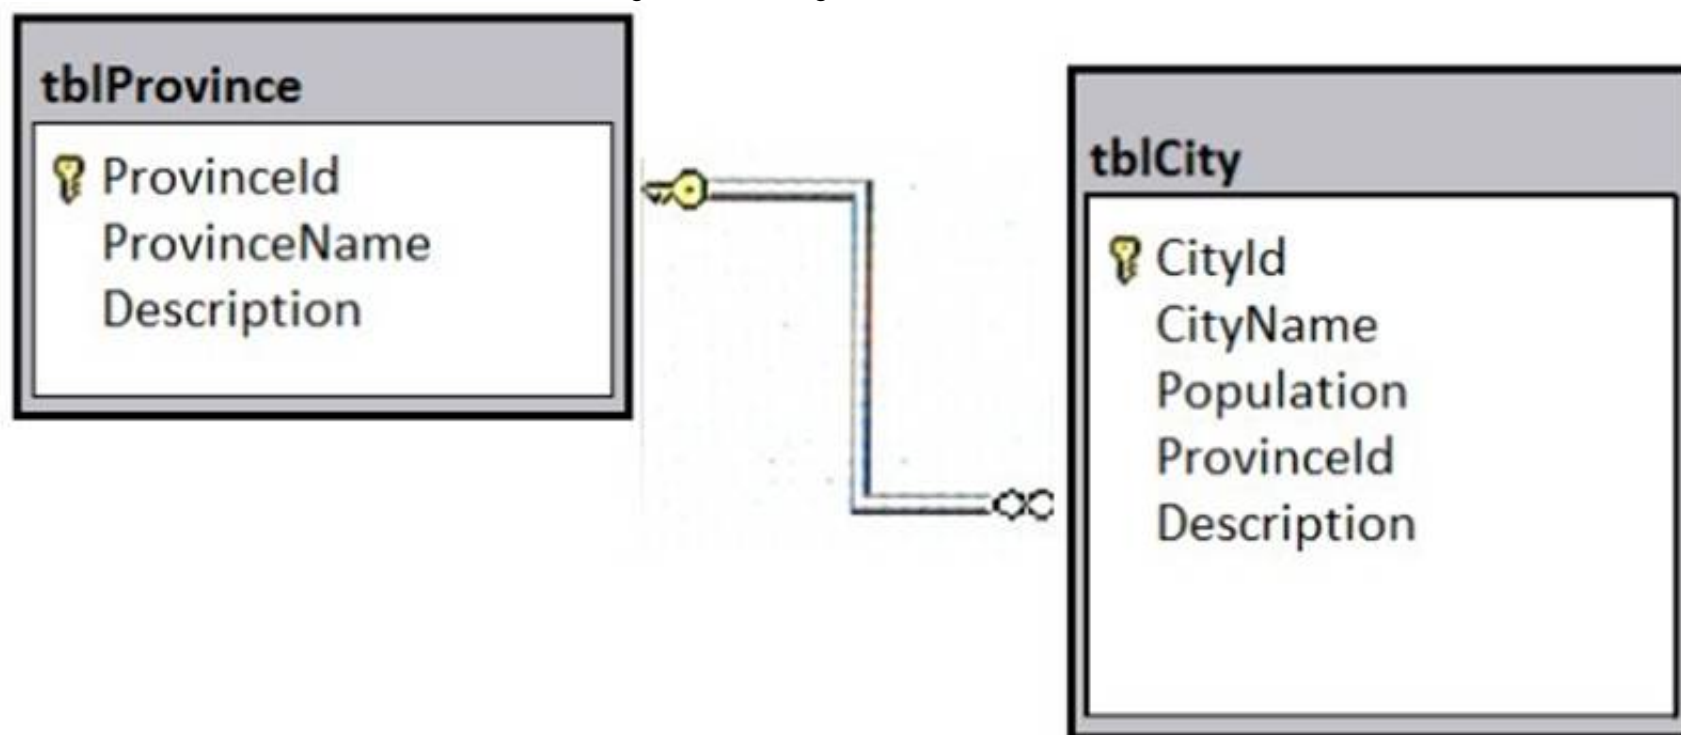 tblProvince
ProvinceId
ProvinceName
Description
tblCity
CityId
CityName
Population
ProvinceId
Description